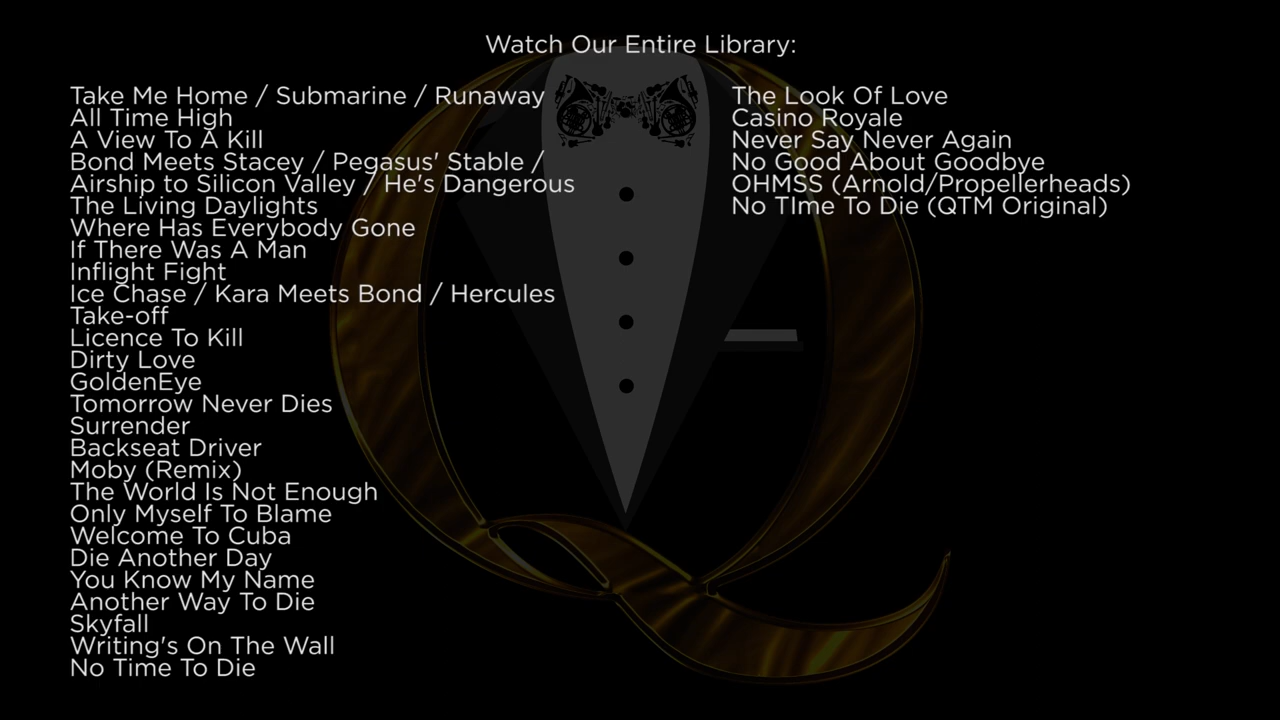 Watch Our Entire Library:
Take Me Home / Submarine / Runaway
All Time High
A View To A Kill
Bond Meets Stacey / Pegasus' Stable /
Airship to Silicon Valley / He's Dangerous
The Living Daylights
Where Has Everybody Gone
If There Was A Man
Inflight Fight
Ice Chase / Kara Meets Bond / Hercules
Take-off
Licence To Kill
Dirty Love
GoldenEye
Tomorrow Never Dies
Surrender
Backseat Driver
Moby (Remix)
The World Is Not Enough
Only Myself To Blame
Welcome To Cuba
Die Another Day
You Know My Name
Another Way To Die
Skyfall
Writing's On The Wall
No Time To Die
The Look Of Love
Casino Royale
Never Say Never Again
No Good About Goodbye
OHMSS (Arnold/Propellerheads)
No TIme To Die (QTM Original)